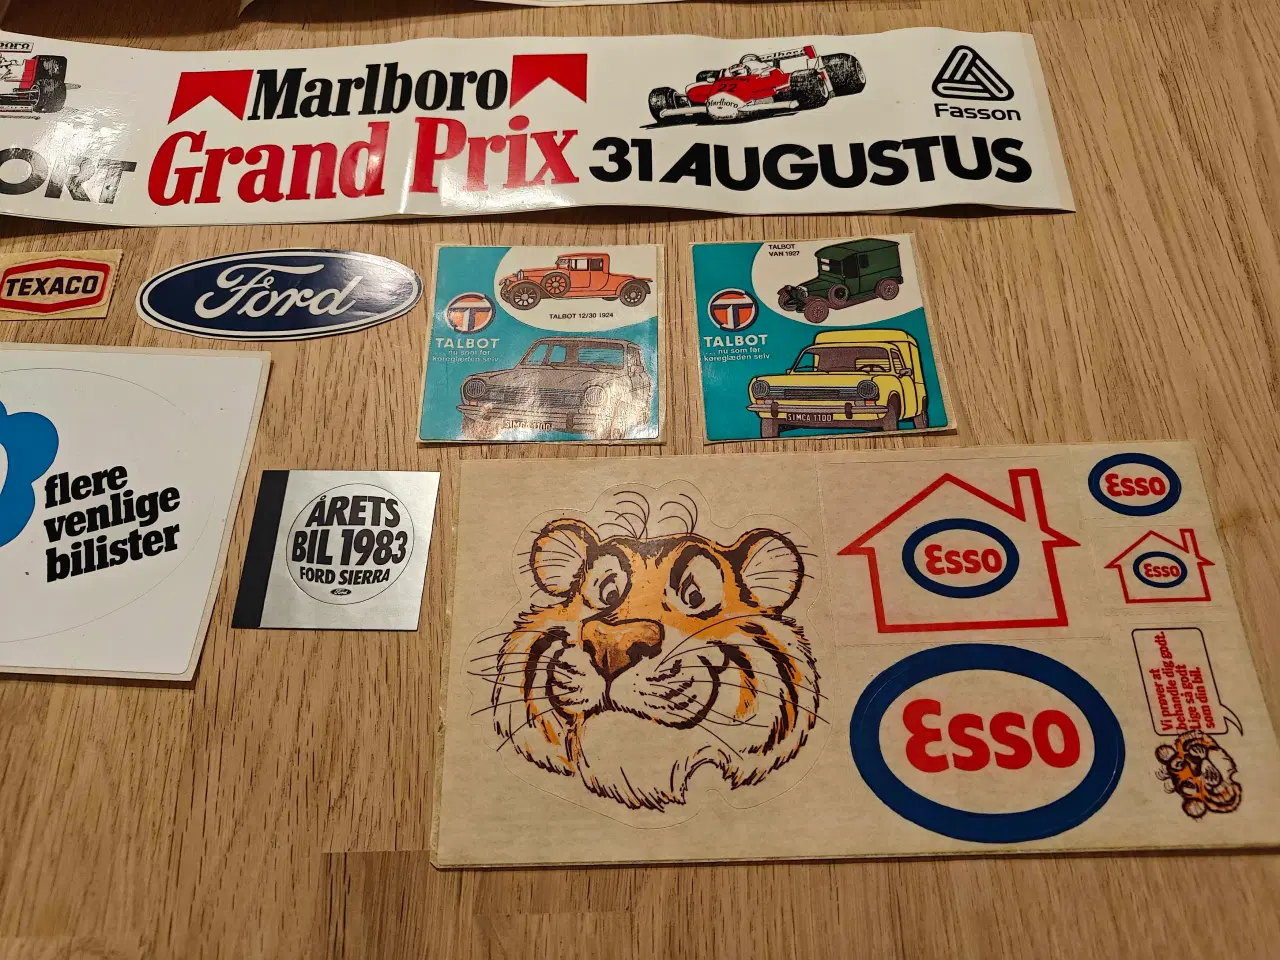 Marlboro
Grand Prix
ORT
31 AUGUSTUS
22
Marlboro
Fasson
TEXACO
Ford
TALBOT 12/30 1924
TALBOT
... nu som før
køreglæden selv
SIMCA 1100
TALBOT
VAN 1927
TALBOT
... nu som før
køreglæden selv
SIMCA 1100
flere
venlige
bilister
ÅRETS
BIL 1983
FORD SIERRA
Ford
Esso
Esso
Esso
Esso
Vi prøver at
behandle dig godt.
Lige så godt
som din bil.